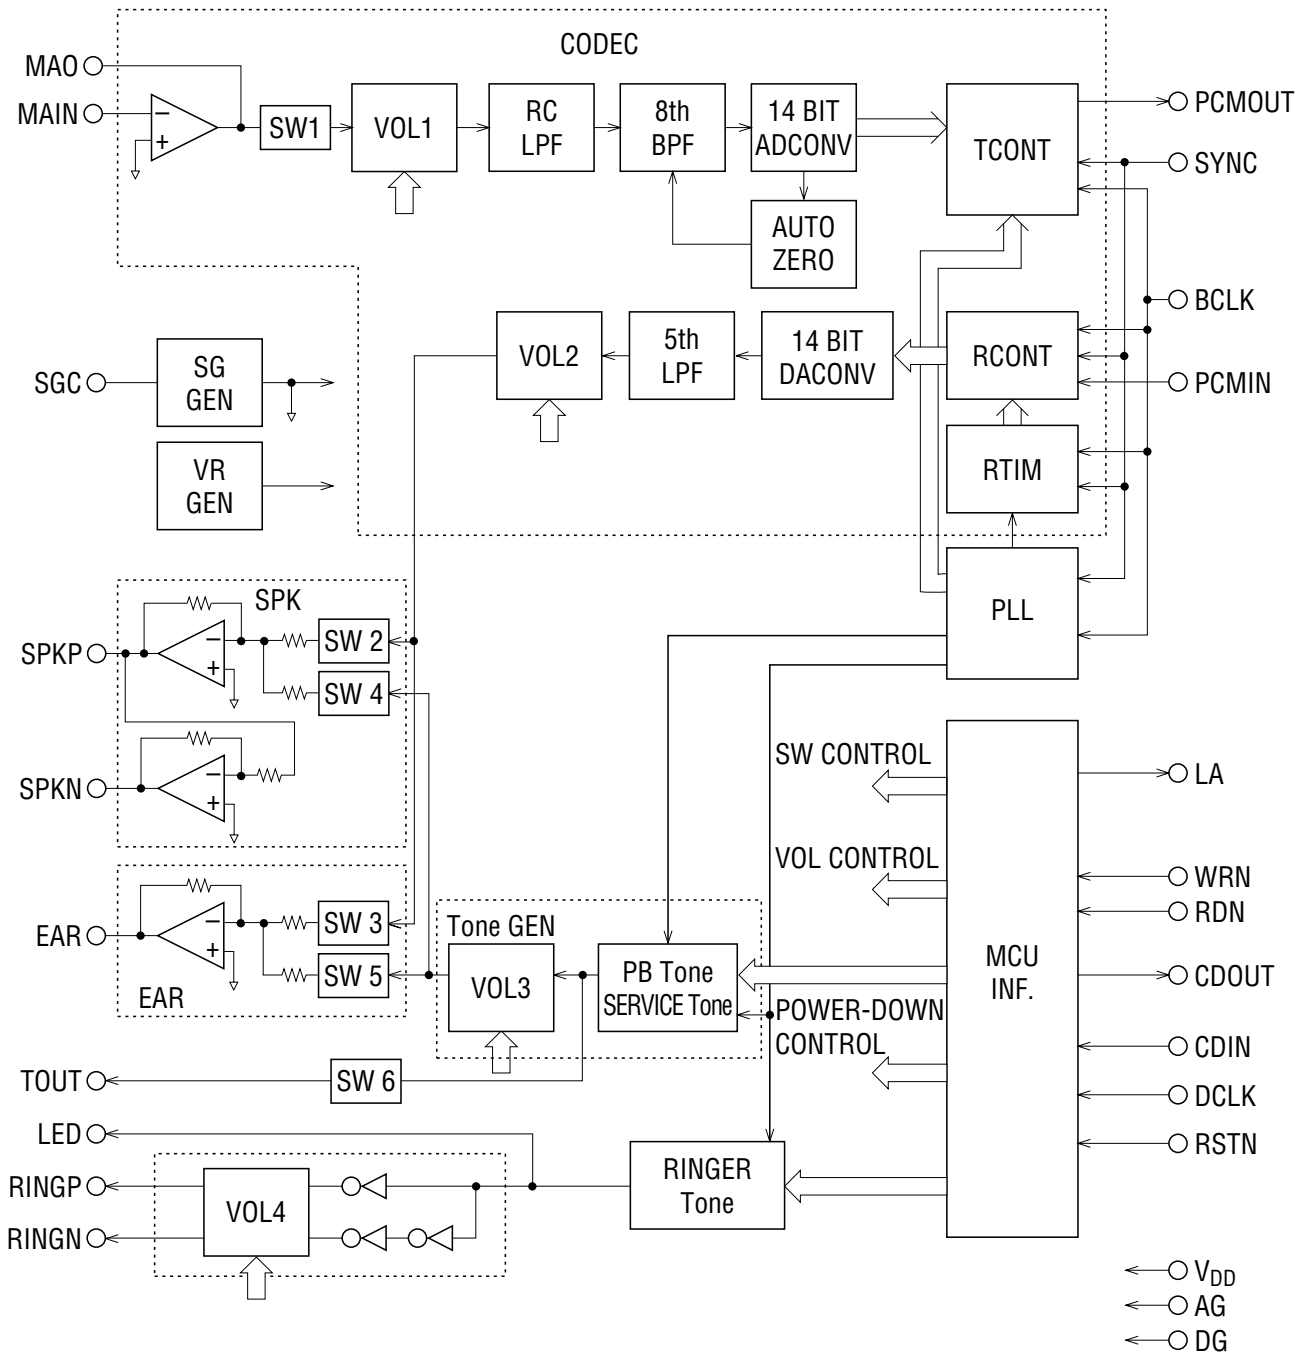 CODEC
MAO
MAIN
−
+
SW1
VOL1
RC
LPF
8th
BPF
14 BIT
ADCONV
TCONT
PCMOUT
SYNC
AUTO
ZERO
BCLK
SGC
SG
GEN
VOL2
5th
LPF
14 BIT
DACONV
RCONT
PCMIN
VR
GEN
RTIM
PLL
SPK
SPKP
−
+
SW 2
SW 4
SPKN
−
+
SW CONTROL
LA
VOL CONTROL
WRN
RDN
EAR
−
+
SW 3
SW 5
EAR
Tone GEN
VOL3
PB Tone
SERVICE Tone
MCU
INF.
CDOUT
POWER-DOWN
CONTROL
CDIN
TOUT
SW 6
DCLK
LED
RSTN
RINGP
RINGN
VOL4
RINGER
Tone
VDD
AG
DG